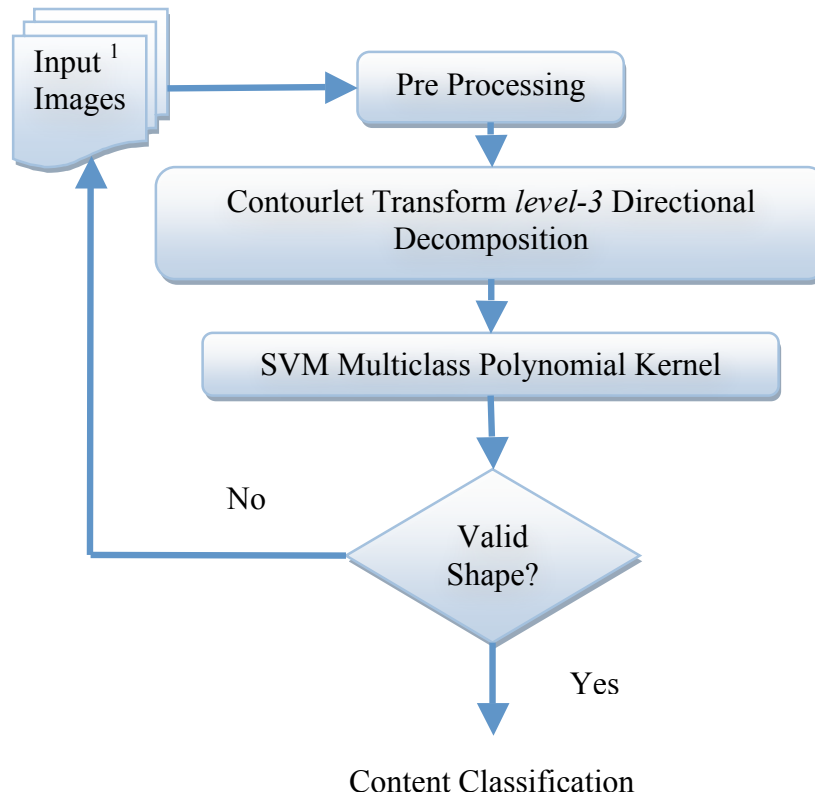 Input 1
Images
Pre Processing
Contourlet Transform level-3 Directional
Decomposition
SVM Multiclass Polynomial Kernel
No
Valid
Shape?
Yes
Content Classification